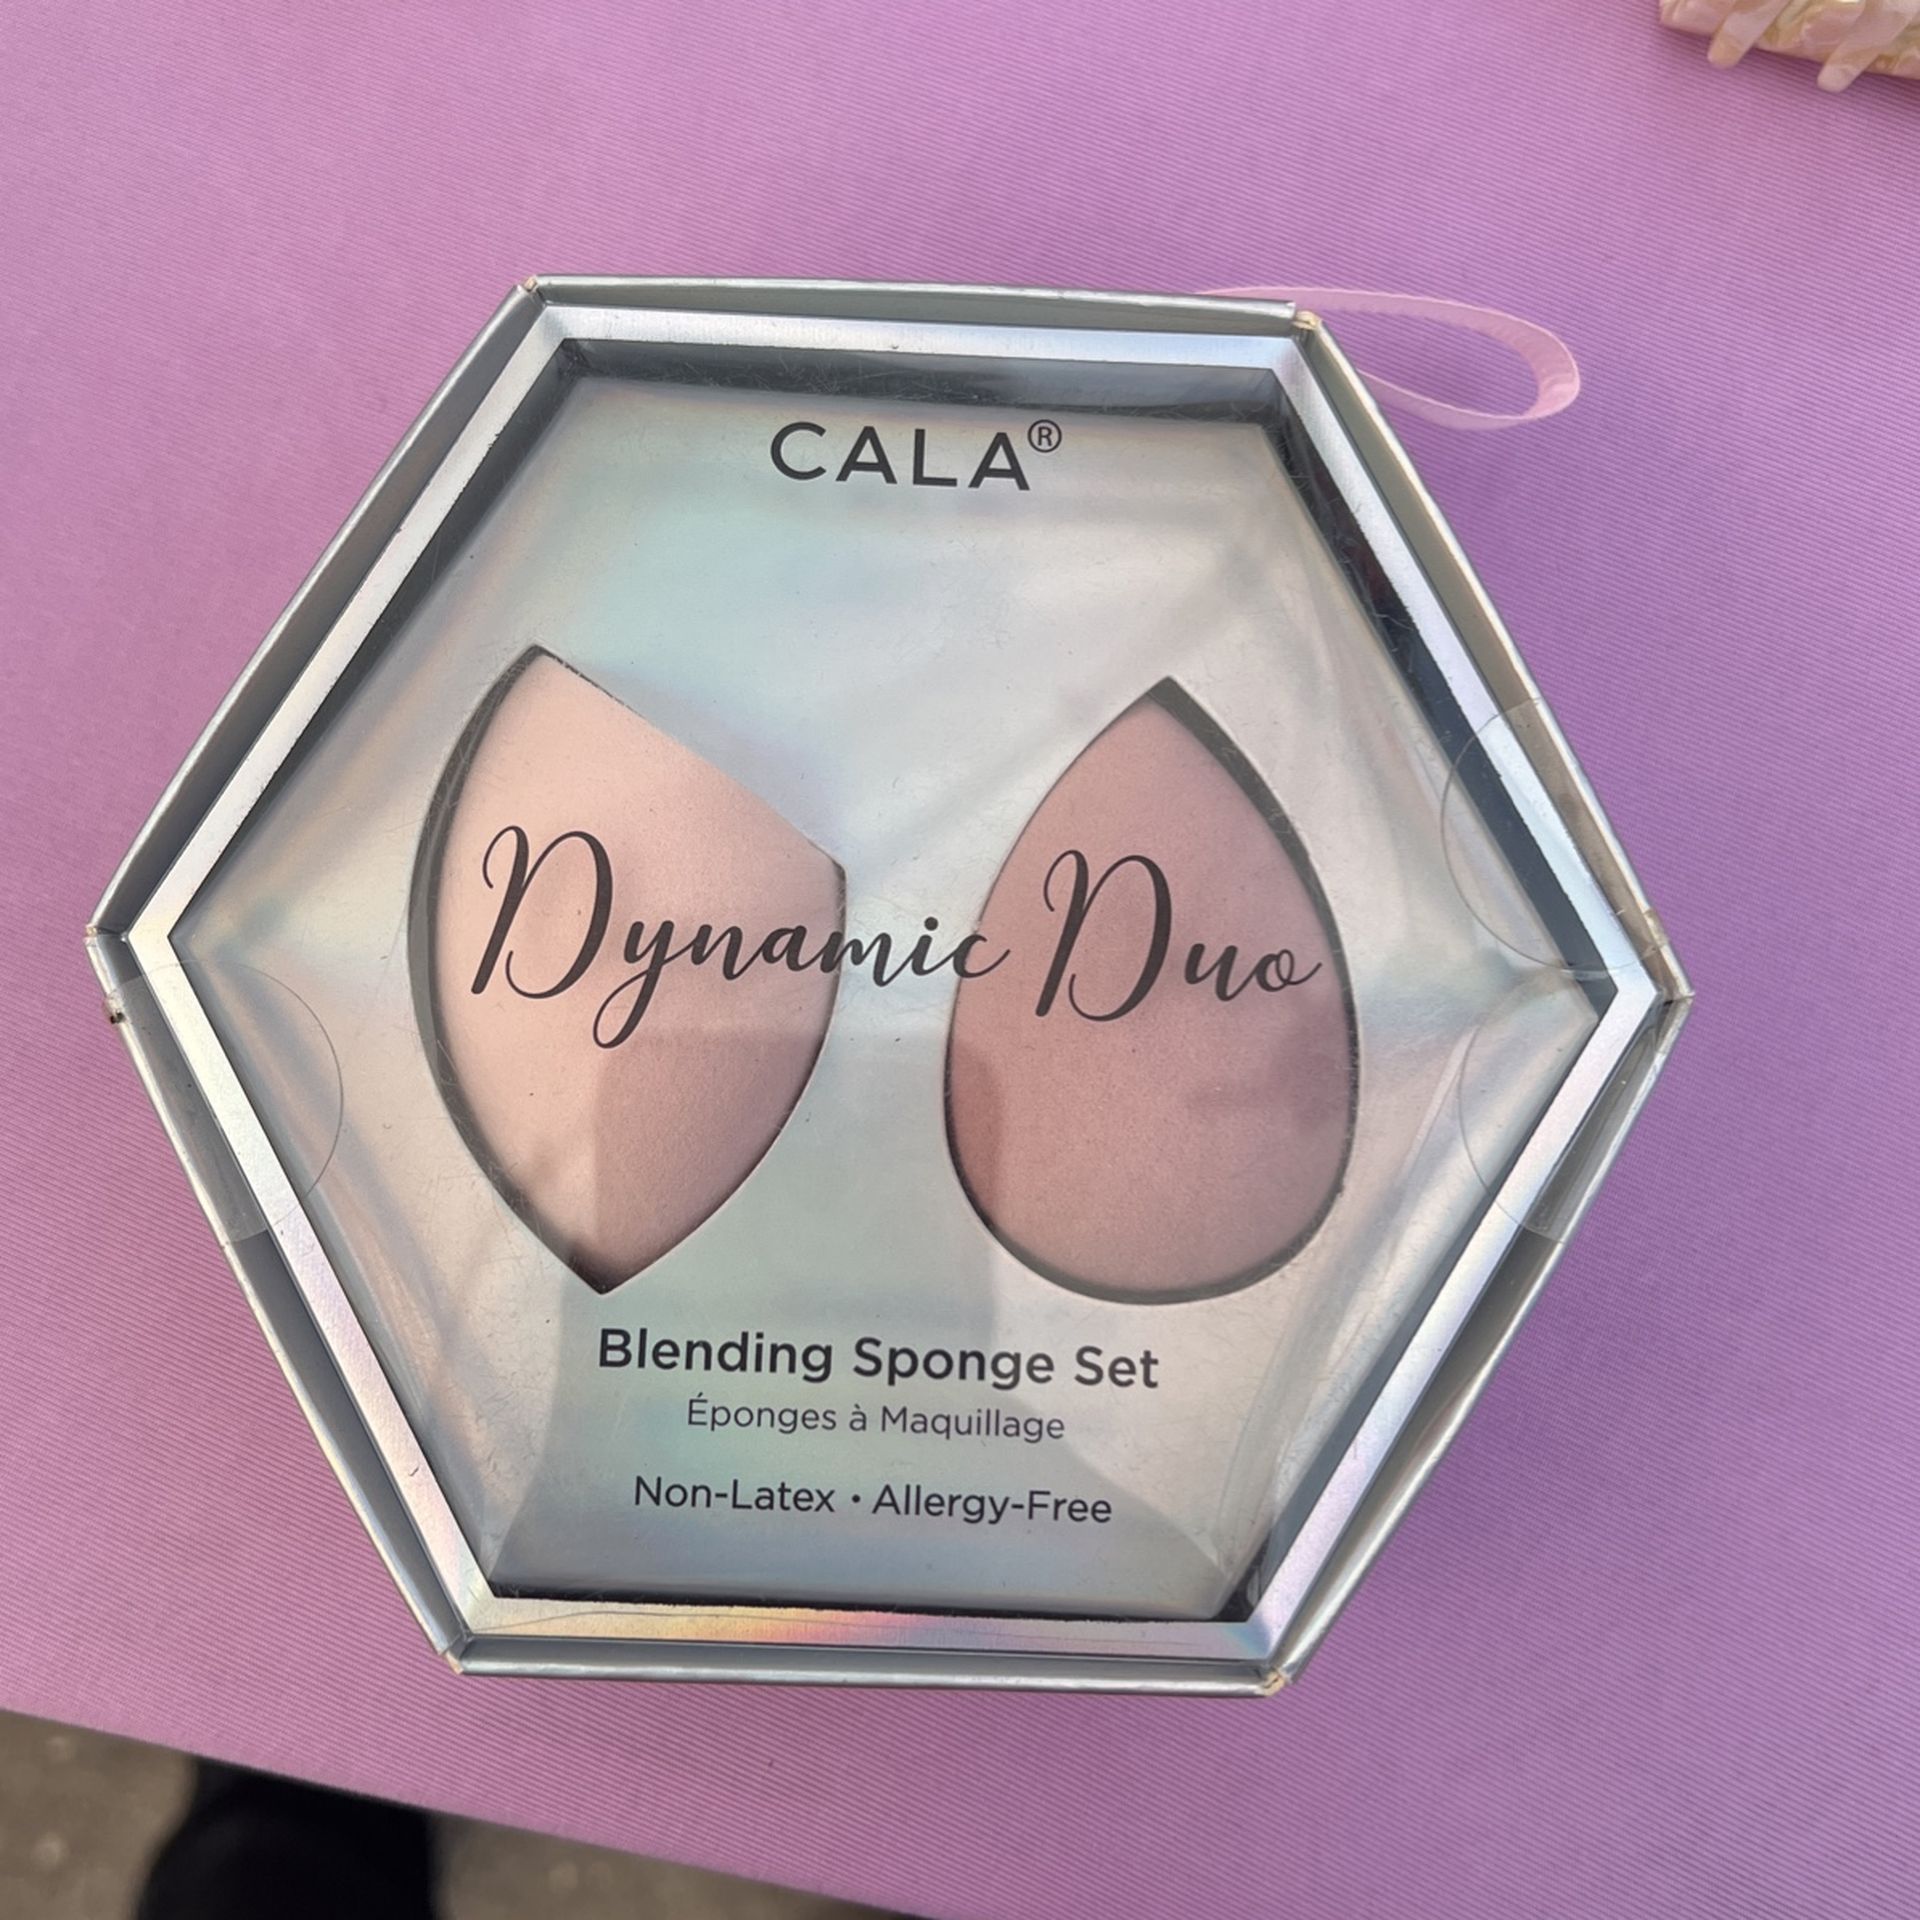 CALA®
Dynamic Duo
Blending Sponge Set
Éponges à Maquillage
Non-Latex • Allergy-Free